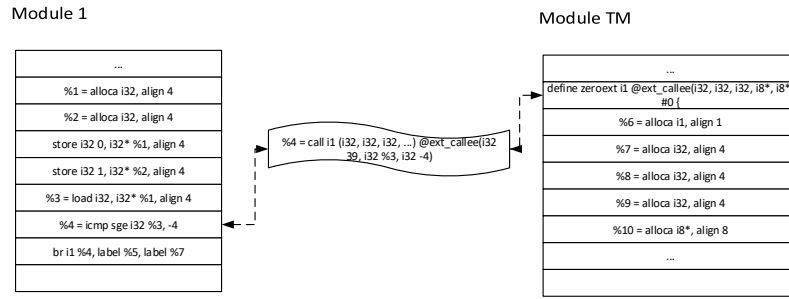 Module 1
...
%1 = alloca i32, align 4
%2 = alloca i32, align 4
store i32 0, i32* %1, align 4
store i32 1, i32* %2, align 4
%3 = load i32, i32* %1, align 4
%4 = icmp sge i32 %3, -4
br i1 %4, label %5, label %7
%4 = call i1 (i32, i32, i32, ...) @ext_callee(i32
39, i32 %3, i32 -4)
Module TM
...
define zeroext i1 @ext_callee(i32, i32, i32, i8*, i8*)
#0 {
%6 = alloca i1, align 1
%7 = alloca i32, align 4
%8 = alloca i32, align 4
%9 = alloca i32, align 4
%10 = alloca i8*, align 8
...